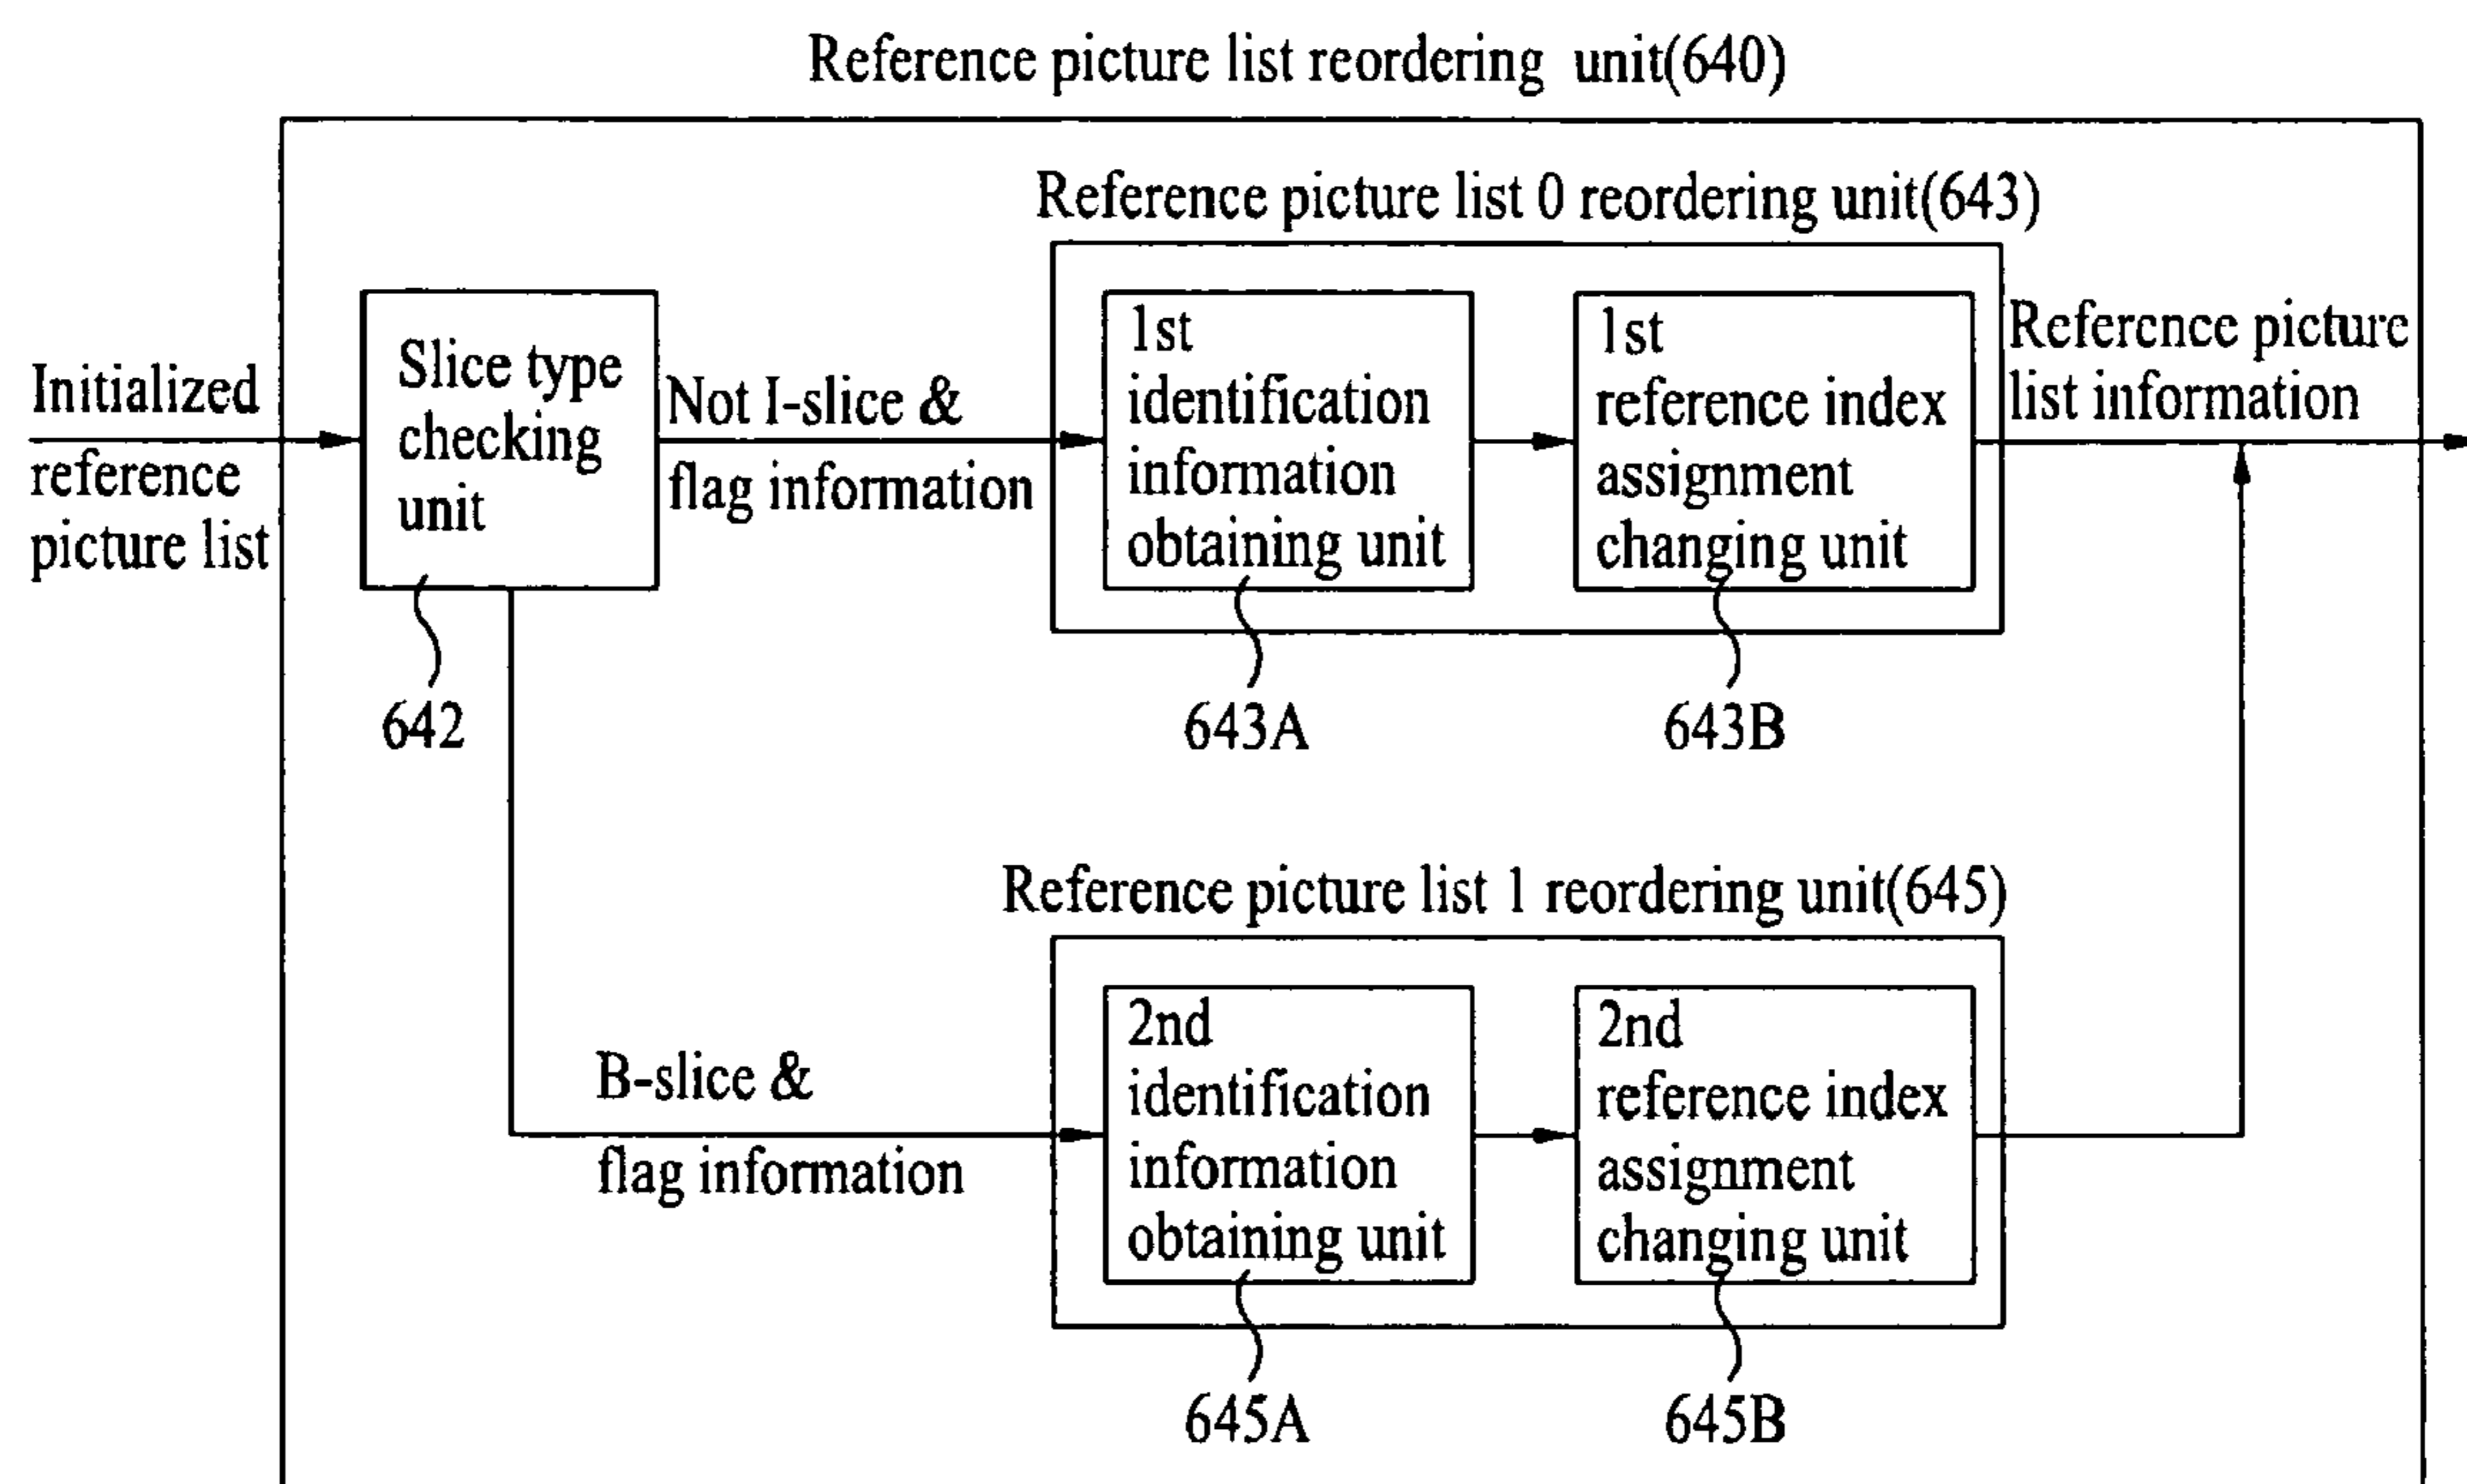 Reference picture list reordering unit(640)
Reference picture list 0 reordering unit(643)
Initialized
reference
picture list
Slice type
checking
unit
Not I-slice &
flag information
1st
identification
information
obtaining unit
1st
reference index
assignment
changing unit
Reference picture
list information
642
643A
643B
Reference picture list 1 reordering unit(645)
B-slice &
flag information
2nd
identification
information
obtaining unit
2nd
reference index
assignment
changing unit
645A
645B